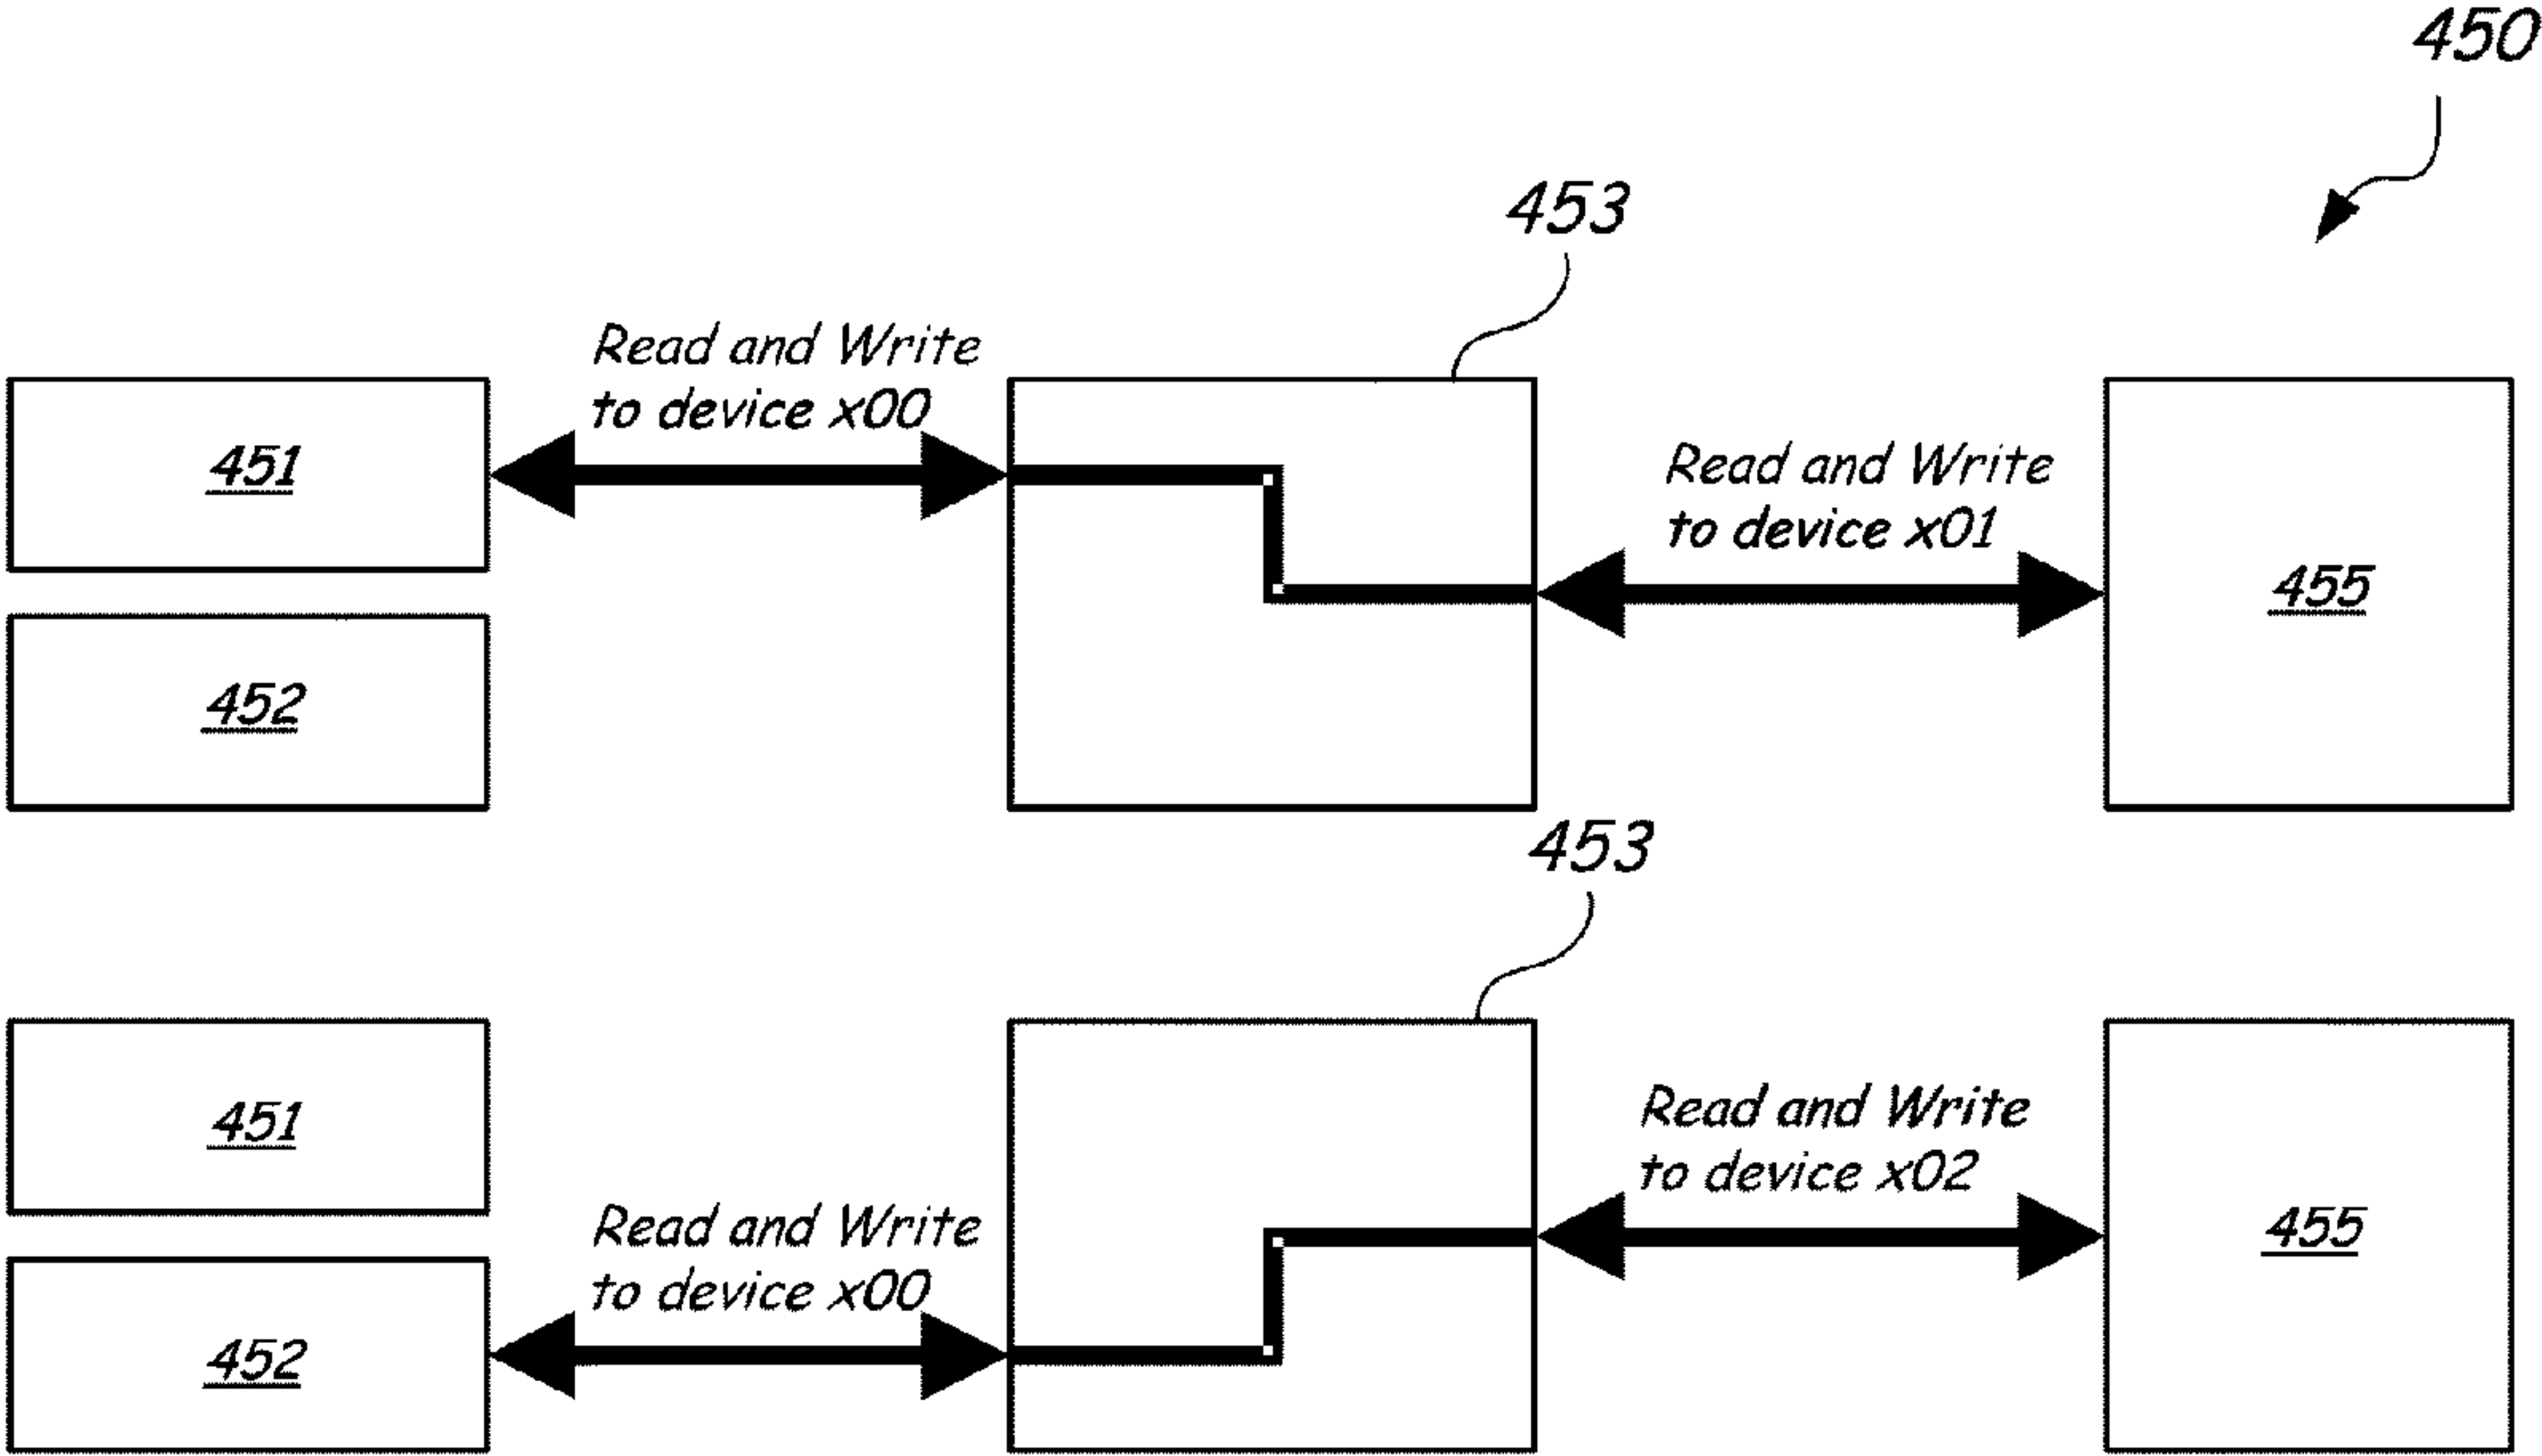 450
453
Read and Write
to device x00
451
Read and Write
to device x01
455
452
453
451
Read and Write
to device x02
Read and Write
to device x00
455
452